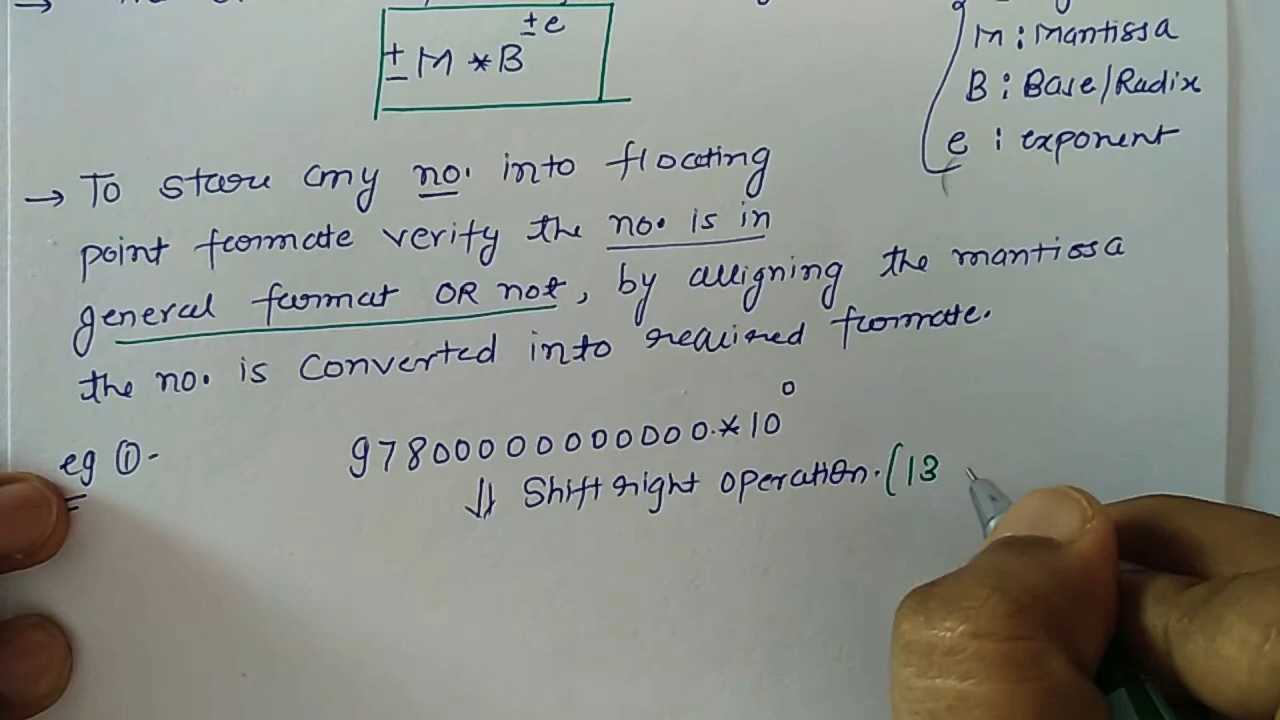 ± M * B ± e
M : Mantissa
B : Base/Radix
e : exponent
→ To store any no. into floating
point formate verify the no. is in
general format OR not, by alligning the mantissa
the no. is converted into required formate.
eg ①- 9780000000000.* 10 0
⇓ Shift right operation. (13